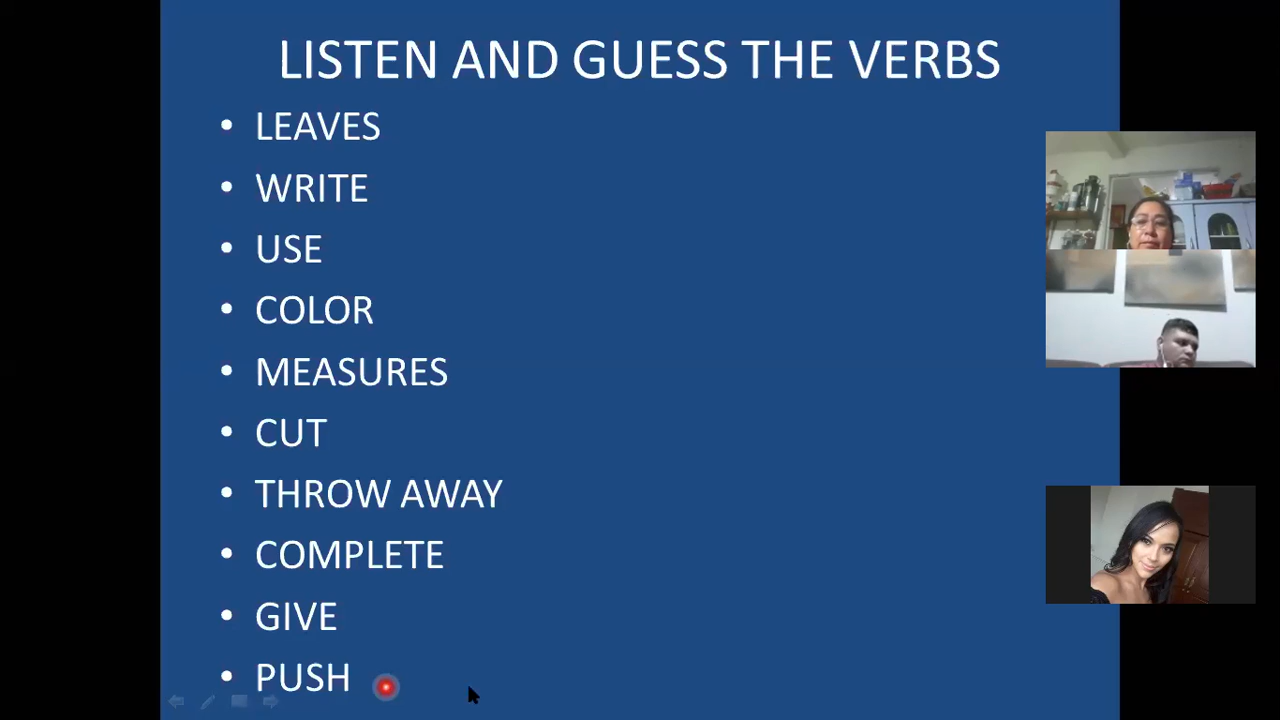 LISTEN AND GUESS THE VERBS
• LEAVES
• WRITE
• USE
• COLOR
• MEASURES
• CUT
• THROW AWAY
• COMPLETE
• GIVE
• PUSH